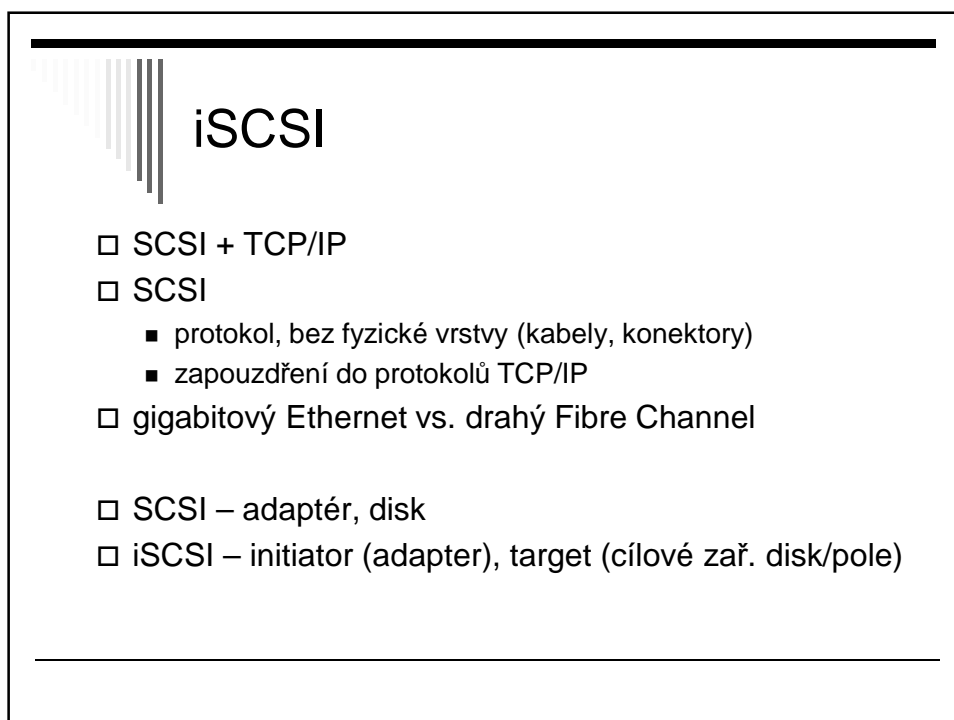 iSCSI
SCSI + TCP/IP
SCSI
protokol, bez fyzické vrstvy (kabely, konektory)
zapouzdření do protokolů TCP/IP
gigabitový Ethernet vs. drahý Fibre Channel
SCSI – adaptér, disk
iSCSI – initiator (adapter), target (cílové zař. disk/pole)